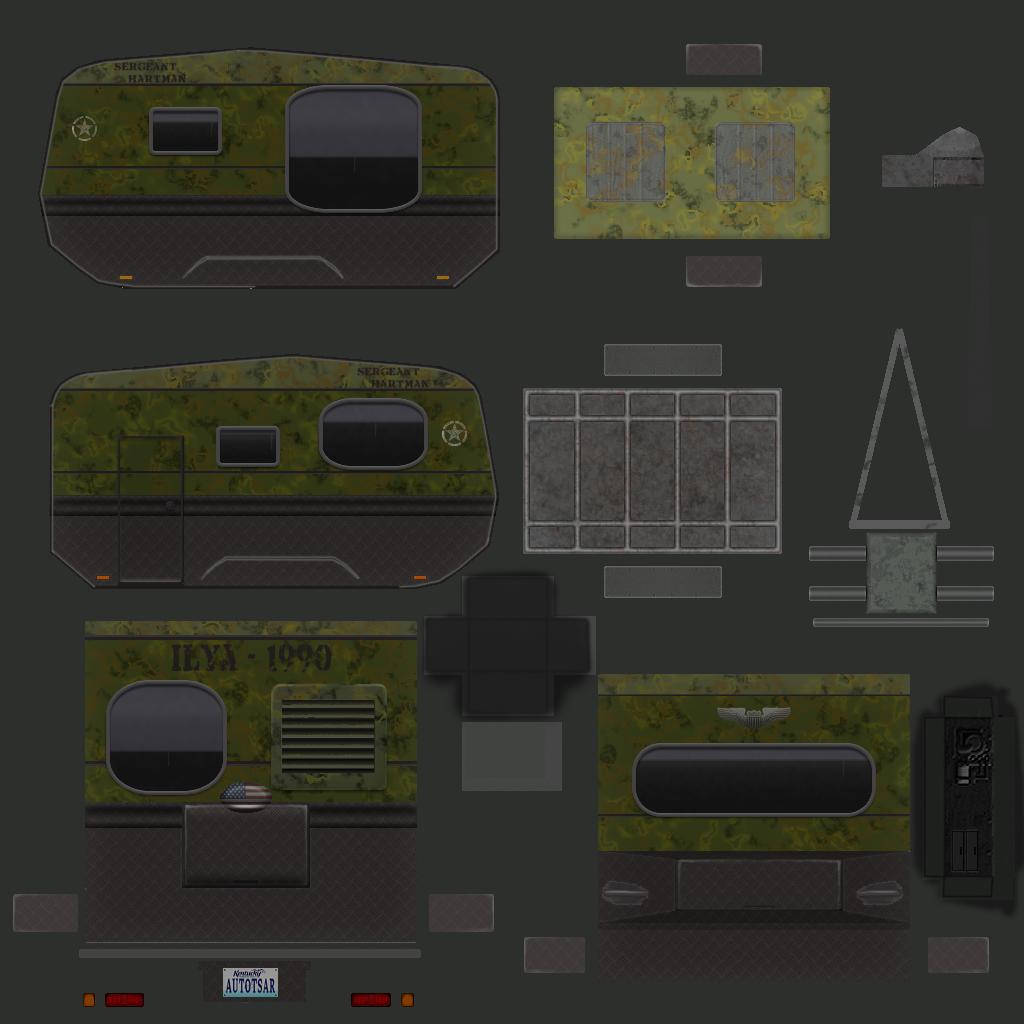 SERGEANT
HARTMAN
SERGEANT
HARTMAN
ILYA - 1990
Kentucky
AUTOTSAR